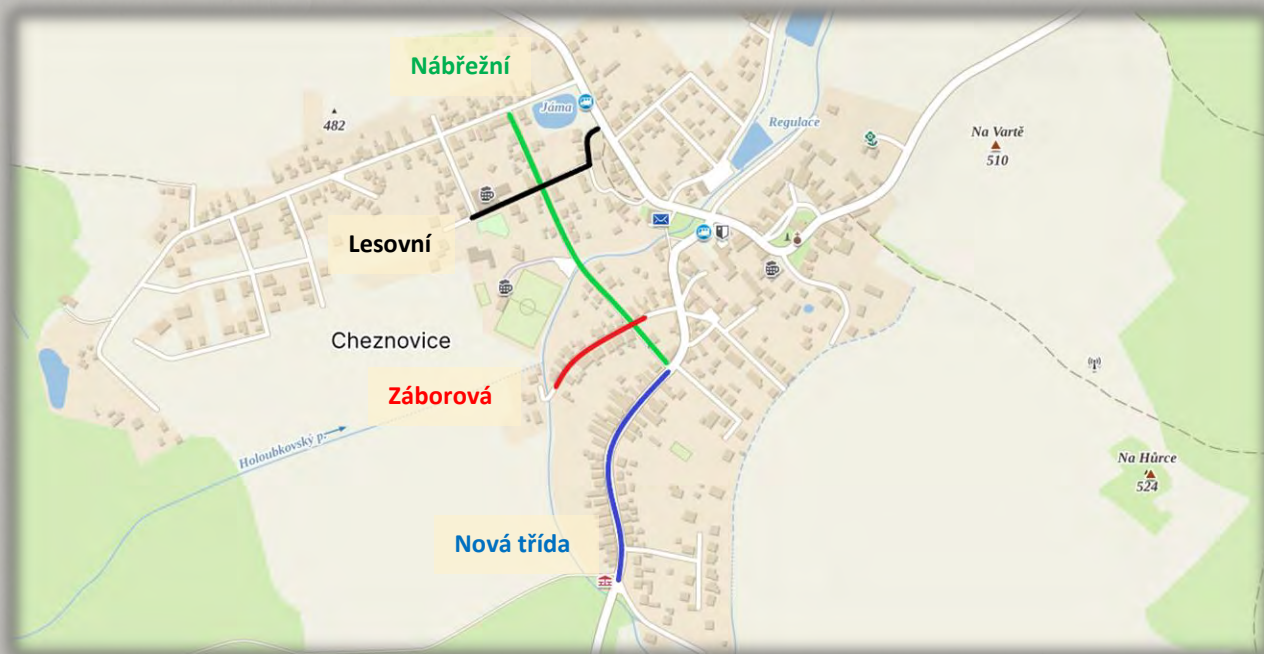 Nábřežní
Jáma
482
Regulace
Na Vartě
510
Lesovní
Cheznovice
Záborová
Holoubkovský p.
Na Hůrce
524
Nová třída